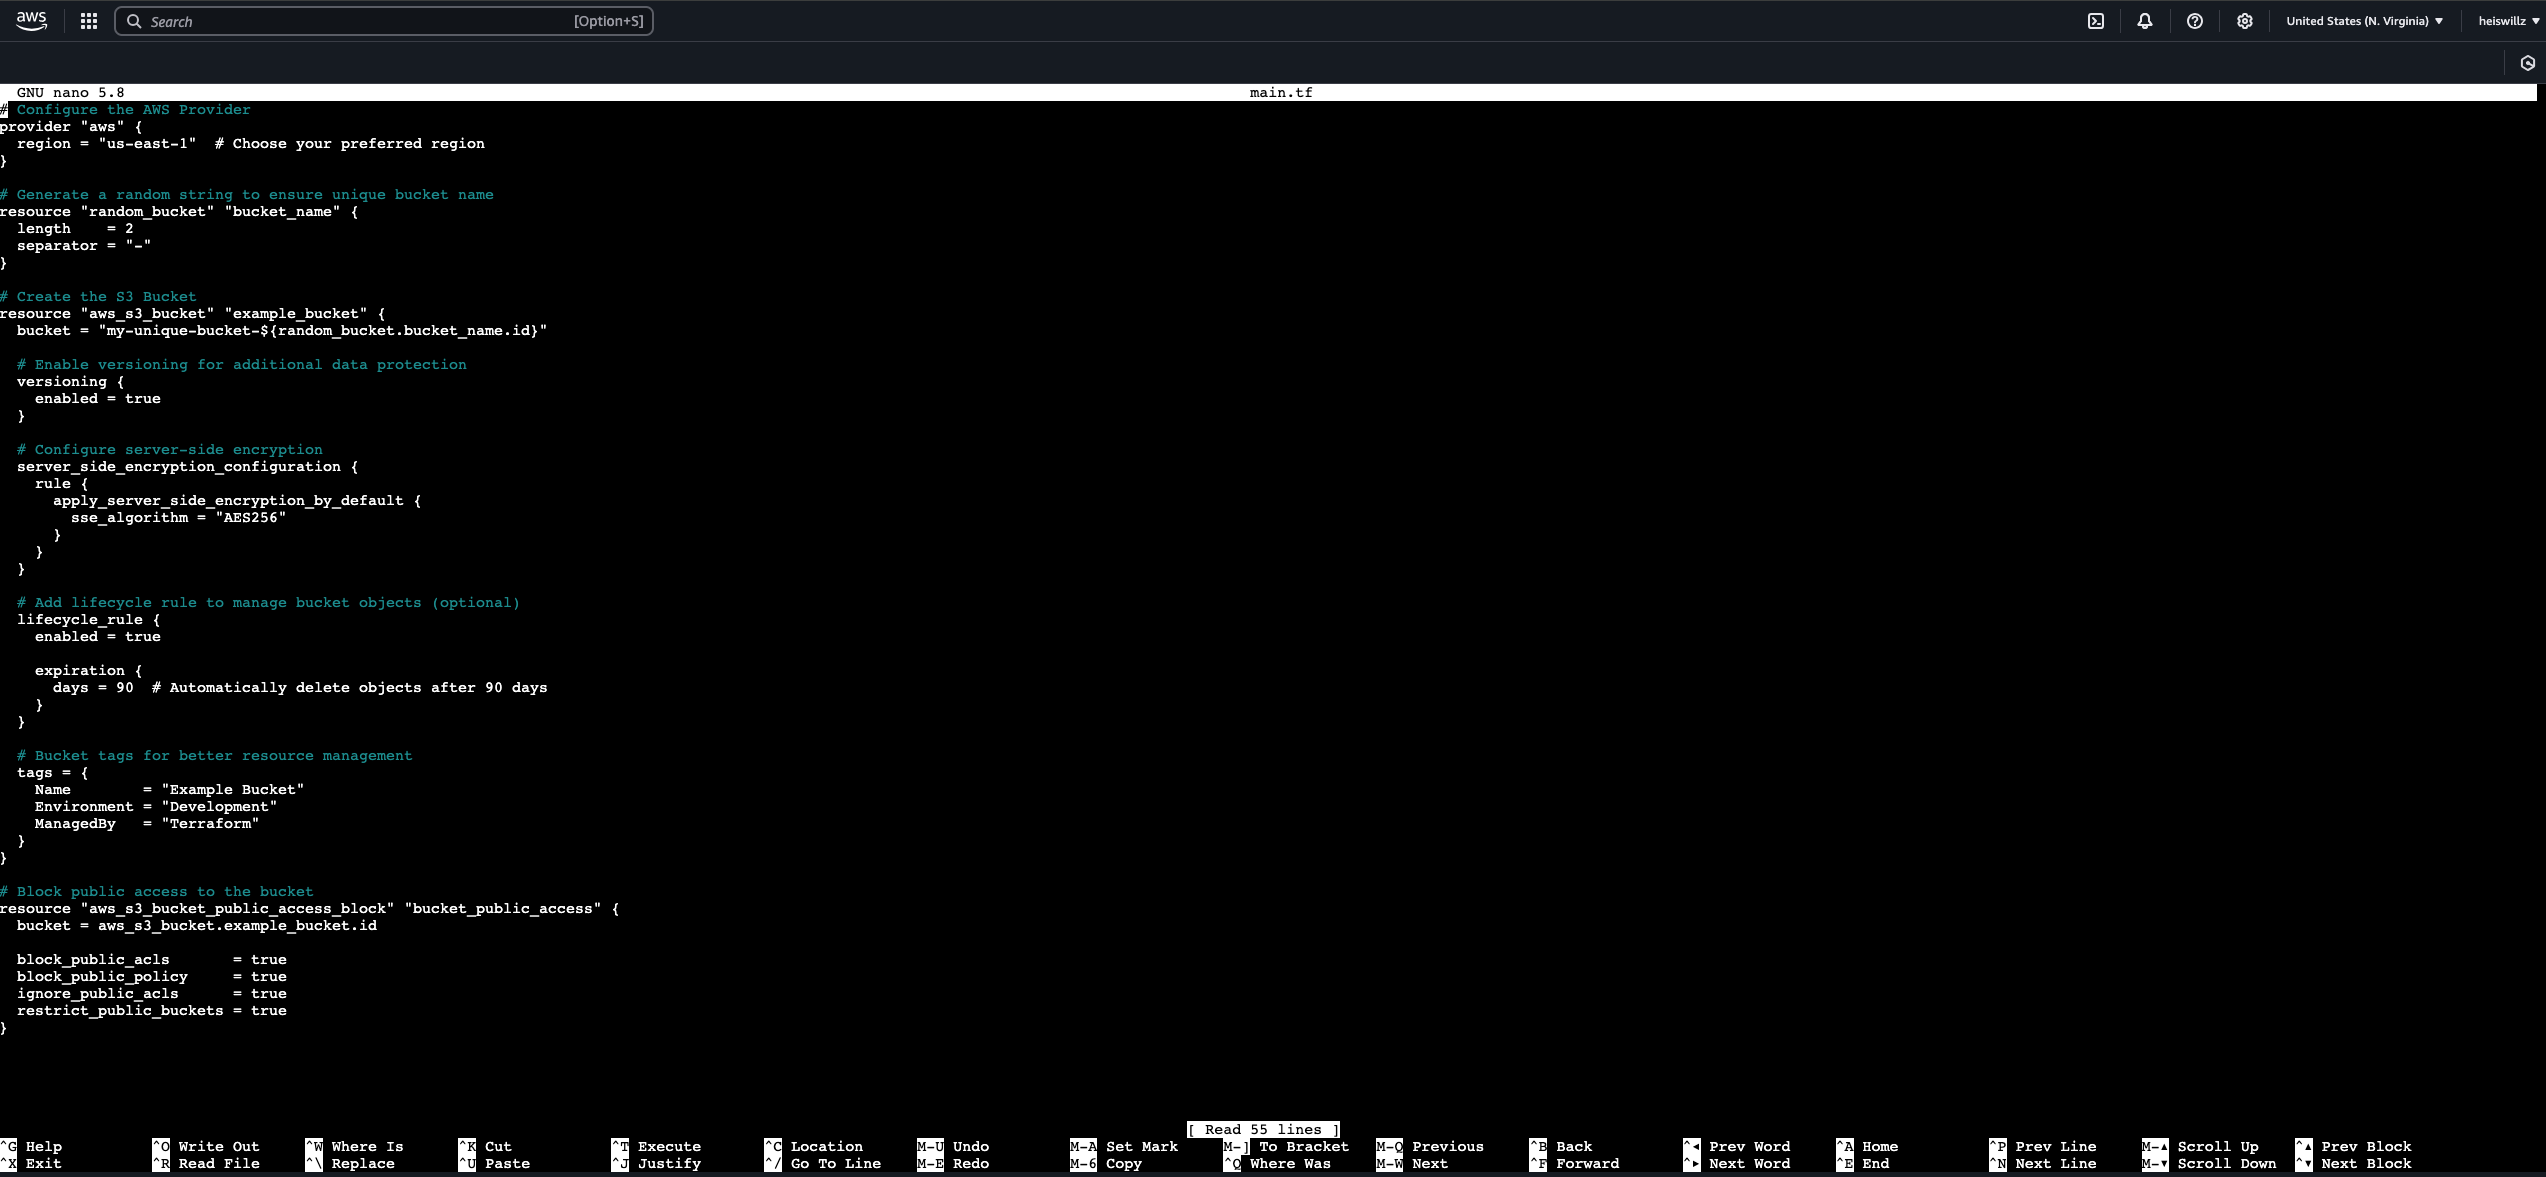 aws
Search [Option+S]
United States (N. Virginia) ▼
heiswillz ▼
GNU nano 5.8 main.tf
# Configure the AWS Provider
provider "aws" {
  region = "us-east-1"  # Choose your preferred region
}

# Generate a random string to ensure unique bucket name
resource "random_bucket" "bucket_name" {
  length    = 2
  separator = "-"
}

# Create the S3 Bucket
resource "aws_s3_bucket" "example_bucket" {
  bucket = "my-unique-bucket-${random_bucket.bucket_name.id}"

  # Enable versioning for additional data protection
  versioning {
    enabled = true
  }

  # Configure server-side encryption
  server_side_encryption_configuration {
    rule {
      apply_server_side_encryption_by_default {
        sse_algorithm = "AES256"
      }
    }
  }

  # Add lifecycle rule to manage bucket objects (optional)
  lifecycle_rule {
    enabled = true

    expiration {
      days = 90  # Automatically delete objects after 90 days
    }
  }

  # Bucket tags for better resource management
  tags = {
    Name        = "Example Bucket"
    Environment = "Development"
    ManagedBy   = "Terraform"
  }
}

# Block public access to the bucket
resource "aws_s3_bucket_public_access_block" "bucket_public_access" {
  bucket = aws_s3_bucket.example_bucket.id

  block_public_acls       = true
  block_public_policy     = true
  ignore_public_acls      = true
  restrict_public_buckets = true
}
[ Read 55 lines ]
^G Help ^O Write Out ^W Where Is ^K Cut ^T Execute ^C Location M-U Undo M-A Set Mark M-] To Bracket M-Q Previous ^B Back ^◂ Prev Word ^A Home ^P Prev Line M-▴ Scroll Up ^▴ Prev Block
^X Exit ^R Read File ^\ Replace ^U Paste ^J Justify ^/ Go To Line M-E Redo M-6 Copy ^Q Where Was M-W Next ^F Forward ^▸ Next Word ^E End ^N Next Line M-▾ Scroll Down ^▾ Next Block